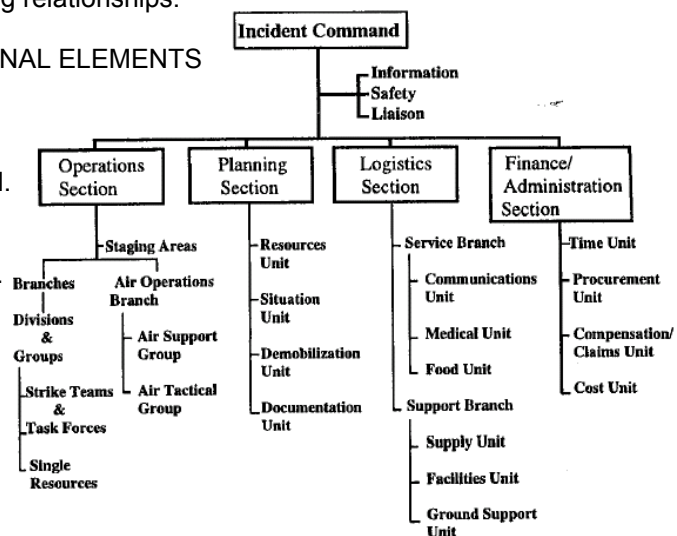 g relationships.
Incident Command
NAL ELEMENTS
Information
Safety
Liaison
Operations
Section
Planning
Section
Logistics
Section
Finance/
Administration
Section
Staging Areas
Branches
Divisions
&
Groups
Strike Teams
&
Task Forces
Single
Resources
Air Operations
Branch
Air Support
Group
Air Tactical
Group
Resources
Unit
Situation
Unit
Demobilization
Unit
Documentation
Unit
Service Branch
Communications
Unit
Medical Unit
Food Unit
Support Branch
Supply Unit
Facilities Unit
Ground Support
Unit
Time Unit
Procurement
Unit
Compensation/
Claims Unit
Cost Unit